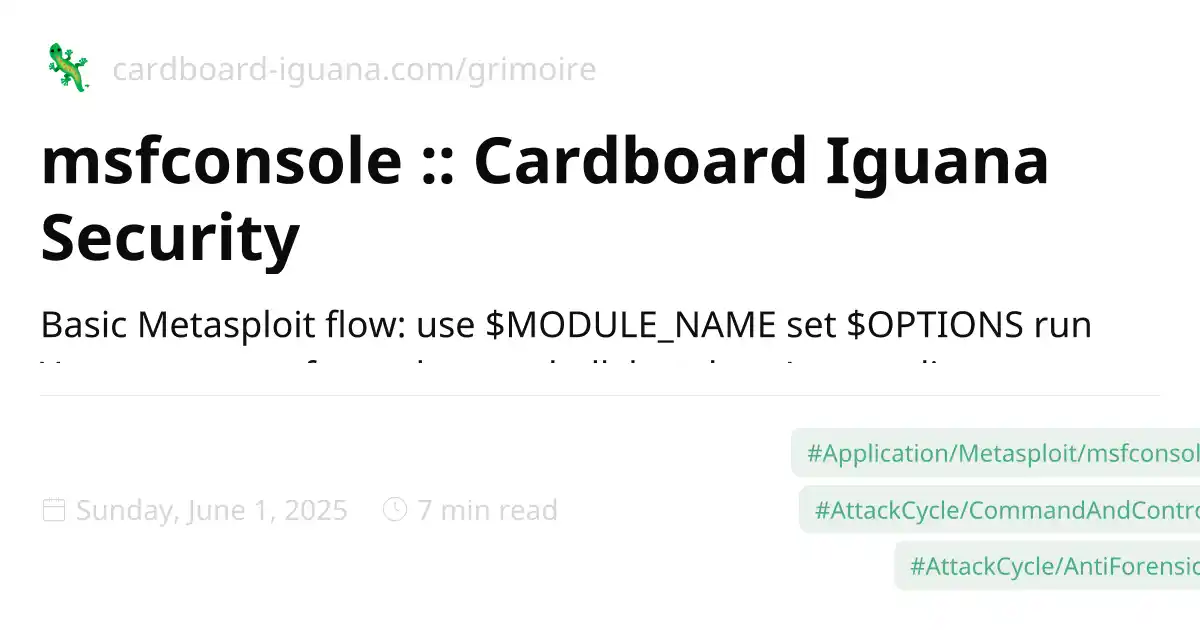 cardboard-iguana.com/grimoire
msfconsole :: Cardboard Iguana
Security
Basic Metasploit flow: use $MODULE_NAME set $OPTIONS run
#Application/Metasploit/msfconsol
Sunday, June 1, 2025 7 min read
#AttackCycle/CommandAndContro
#AttackCycle/AntiForensic